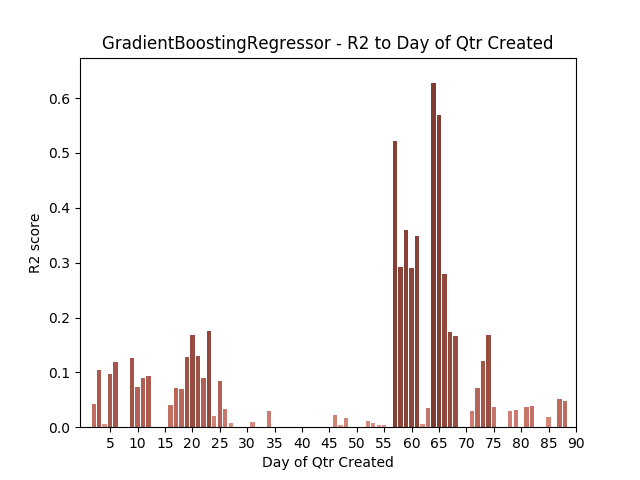 GradientBoostingRegressor - R2 to Day of Qtr Created
0.6
0.5
0.4
0.3
0.2
0.1
0.0
R2 score
5 10 15 20 25 30 35 40 45 50 55 60 65 70 75 80 85 90
Day of Qtr Created